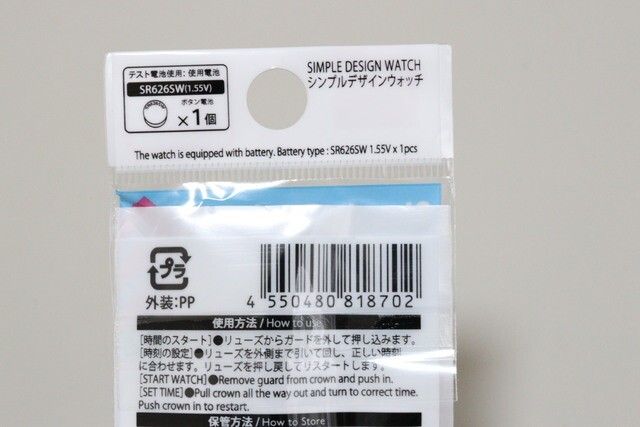 テスト電池使用：使用電池
SR626SW(1.55V)
ボタン電池
×1個
SIMPLE DESIGN WATCH
シンプルデザインウォッチ
The watch is equipped with battery. Battery type : SR626SW 1.55V x 1pcs
プラ
外装:PP
4 550480 818702
使用方法 / How to use
[時間のスタート]●リューズからガードを外して押し込みます。
[時刻の設定]●リューズを外側まで引いて回し、正しい時刻
に合わせます。リューズを押し戻してリスタートします。
[START WATCH]●Remove guard from crown and push in.
[SET TIME]●Pull crown all the way out and turn to correct time.
Push crown in to restart.
保管方法 / How to Store